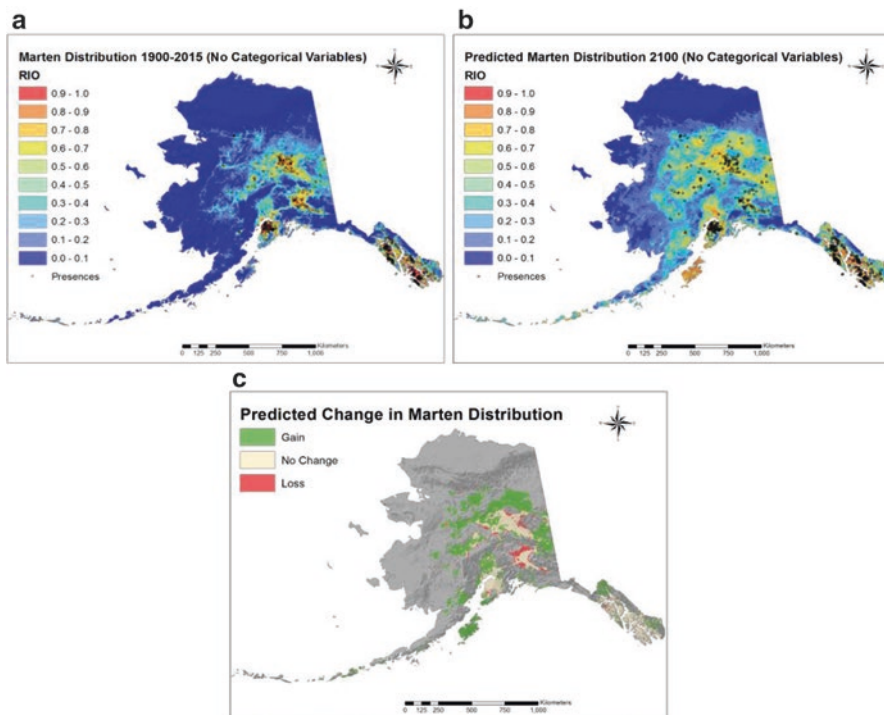 a
Marten Distribution 1900-2015 (No Categorical Variables)
RIO
0.9 - 1.0
0.8 - 0.9
0.7 - 0.8
0.6 - 0.7
0.5 - 0.6
0.4 - 0.5
0.3 - 0.4
0.2 - 0.3
0.1 - 0.2
0.0 - 0.1
Presences
Kilometers
0 125 250 500 750 1,000
b
Predicted Marten Distribution 2100 (No Categorical Variables)
RIO
0.9 - 1.0
0.8 - 0.9
0.7 - 0.8
0.6 - 0.7
0.5 - 0.6
0.4 - 0.5
0.3 - 0.4
0.2 - 0.3
0.1 - 0.2
0.0 - 0.1
Presences
Kilometers
0 125 250 500 750 1,000
c
Predicted Change in Marten Distribution
Gain
No Change
Loss
Kilometers
0 125 250 500 750 1,000